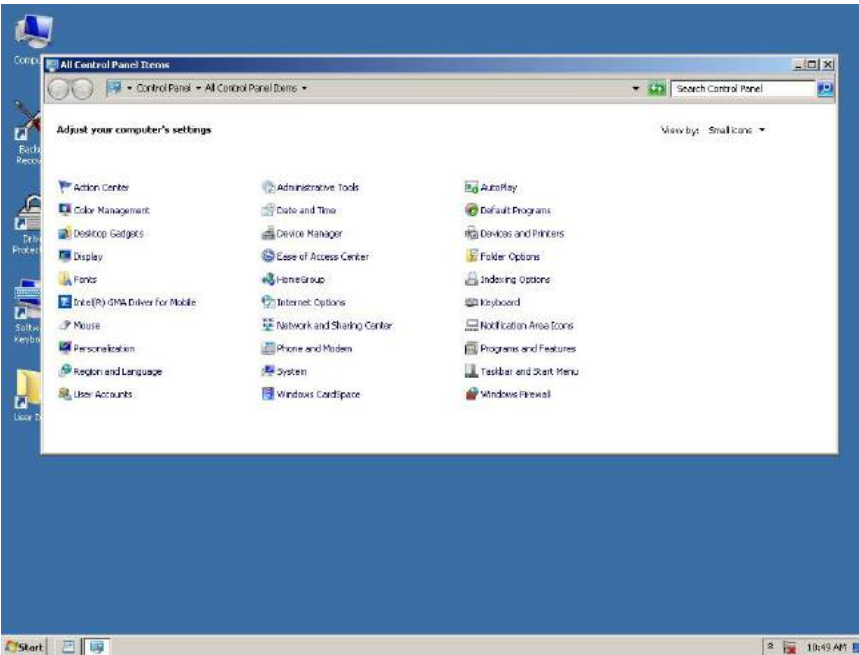 All Control Panel Items
Control Panel All Control Panel Items
Search Control Panel
Adjust your computer's settings
View by: Small icons
Action Center Administrative Tools AutoPlay
Color Management Date and Time Default Programs
Desktop Gadgets Device Manager Devices and Printers
Display Ease of Access Center Folder Options
Fonts HomeGroup Indexing Options
Intel(R) GMA Driver for Mobile Internet Options Keyboard
Mouse Network and Sharing Center Notification Area Icons
Personalization Phone and Modem Programs and Features
Region and Language System Taskbar and Start Menu
User Accounts Windows CardSpace Windows Firewall
Start
10:49 AM